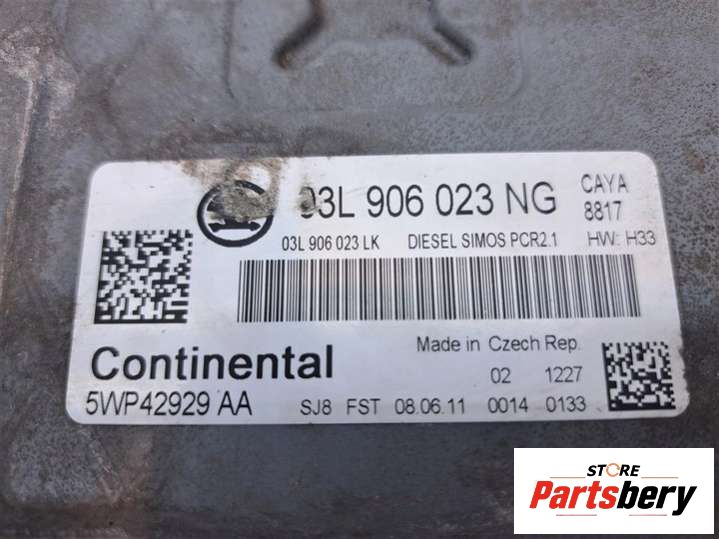 03L 906 023 NG
CAYA
8817
03L 906 023 LK DIESEL SIMOS PCR2.1 HW: H33
Continental
Made in Czech Rep.
02 1227
5WP42929 AA
SJ8 FST 08.06.11 0014 0133
STORE
Partsbery